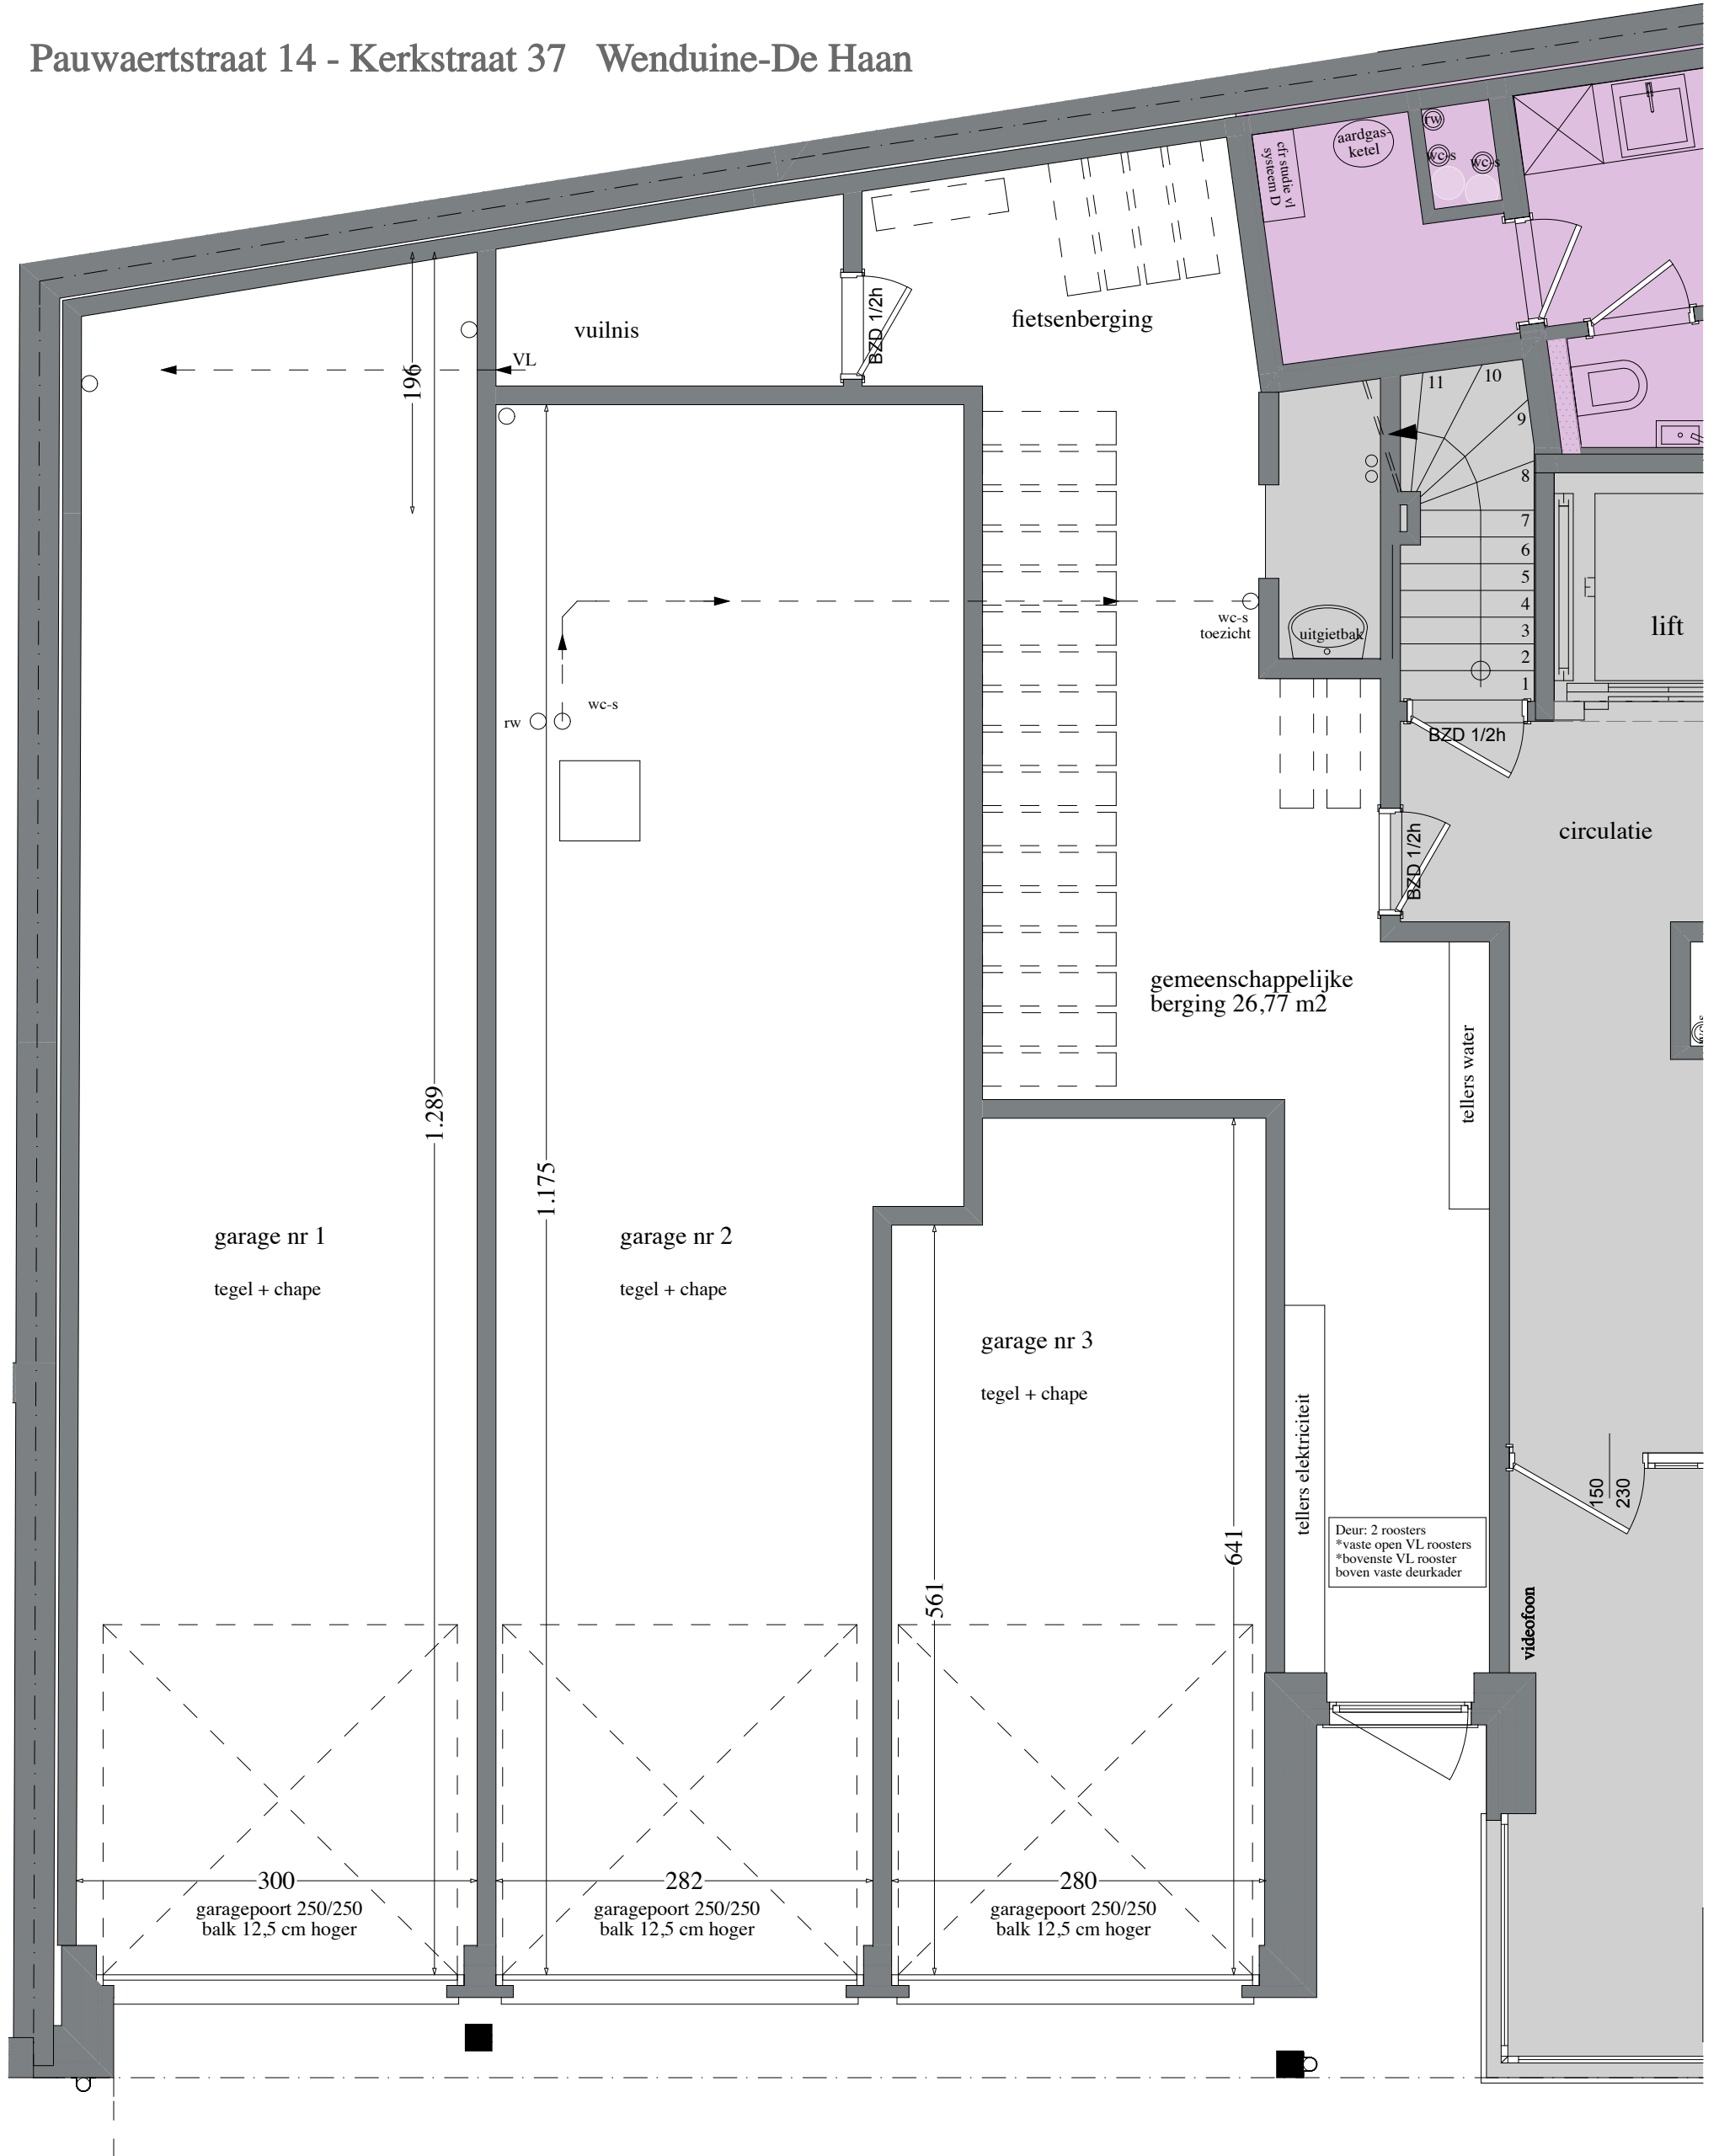 Pauwaertstraat 14 - Kerkstraat 37 Wenduine-De Haan
rw
wc-s
wc-s
aardgas-
ketel
cfr studie vl
systeem D
vuilnis
VL
196
BZD 1/2h
fietsenberging
11
10
9
8
7
6
5
4
3
2
1
lift
uitgietbak
wc-s
toezicht
rw
wc-s
BZD 1/2h
BZD 1/2h
circulatie
gemeenschappelijke
berging 26,77 m2
tellers water
1.289
1.175
garage nr 1
tegel + chape
garage nr 2
tegel + chape
garage nr 3
tegel + chape
tellers elektriciteit
641
561
150
230
Deur: 2 roosters
*vaste open VL roosters
*bovenste VL rooster
boven vaste deurkader
videofoon
300
garagepoort 250/250
balk 12,5 cm hoger
282
garagepoort 250/250
balk 12,5 cm hoger
280
garagepoort 250/250
balk 12,5 cm hoger